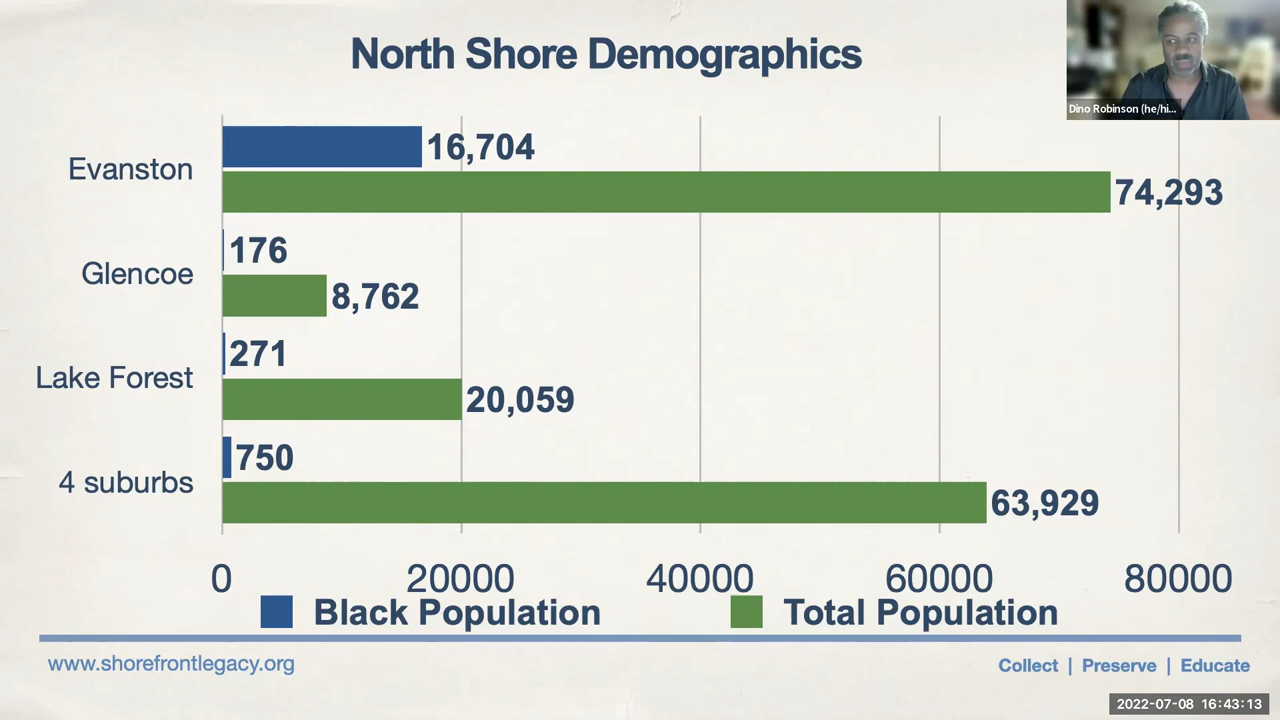 North Shore Demographics
Dino Robinson (he/hi...
Evanston
16,704
74,293
Glencoe
176
8,762
Lake Forest
271
20,059
4 suburbs
750
63,929
0 20000 40000 60000 80000
Black Population Total Population
www.shorefrontlegacy.org Collect | Preserve | Educate
2022-07-08 16:43:13